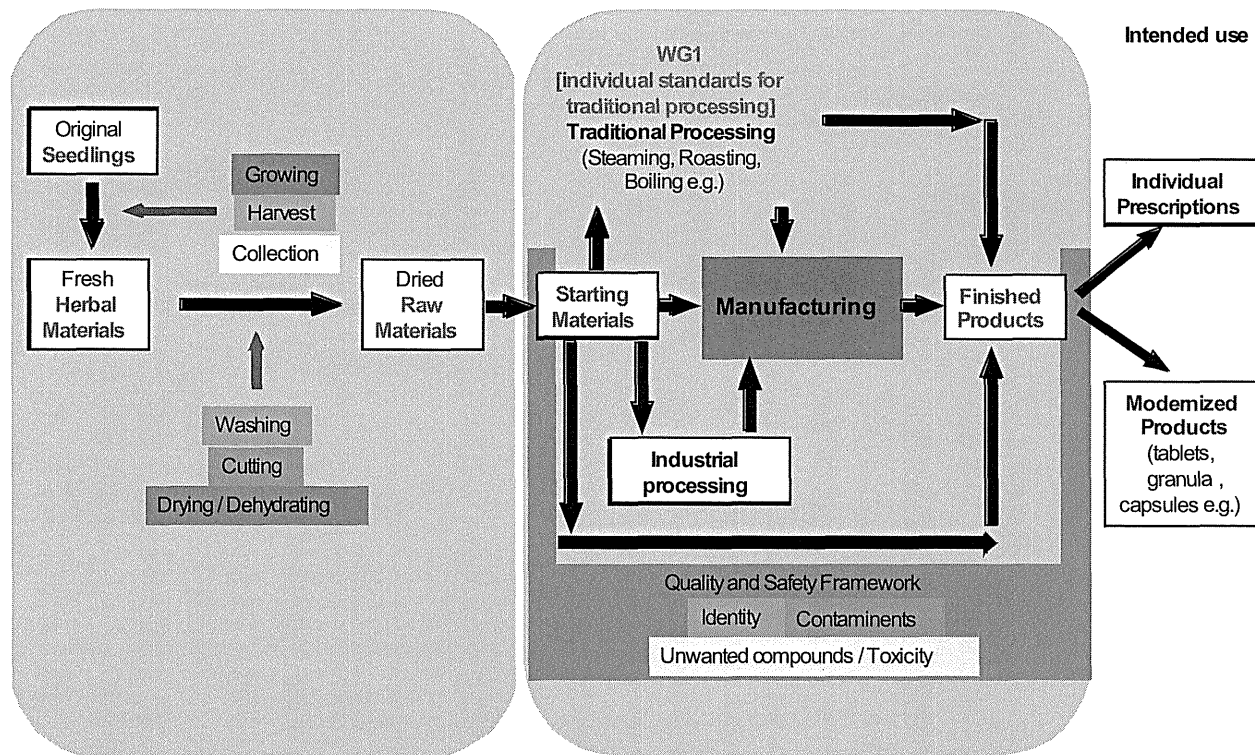 Intended use
Original
Seedlings
Growing
Harvest
Collection
Fresh
Herbal
Materials
Dried
Raw
Materials
Washing
Cutting
Drying / Dehydrating
WG1
[individual standards for
traditional processing]
Traditional Processing
(Steaming, Roasting,
Boiling e.g.)
Starting
Materials
Manufacturing
Finished
Products
Industrial
processing
Quality and Safety Framework
Identity
Contaminents
Unwanted compounds / Toxicity
Individual
Prescriptions
Modemized
Products
(tablets,
granula ,
capsules e.g.)